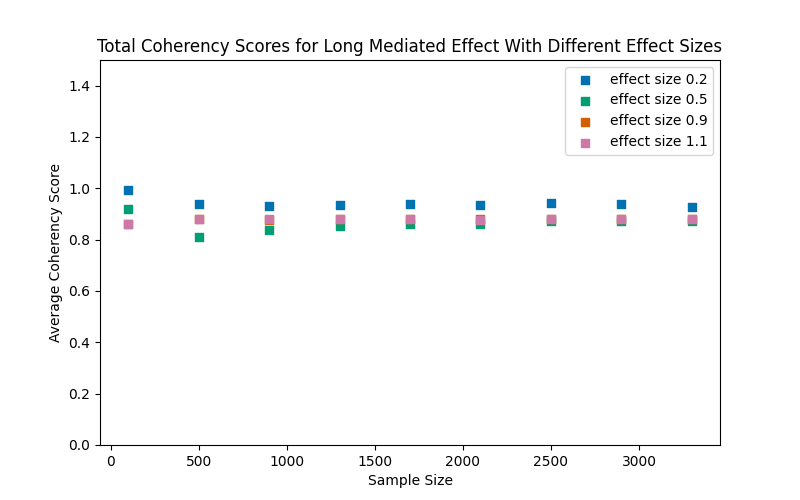 Total Coherency Scores for Long Mediated Effect With Different Effect Sizes
effect size 0.2
effect size 0.5
effect size 0.9
effect size 1.1
Average Coherency Score
1.4
1.2
1.0
0.8
0.6
0.4
0.2
0.0
0 500 1000 1500 2000 2500 3000
Sample Size